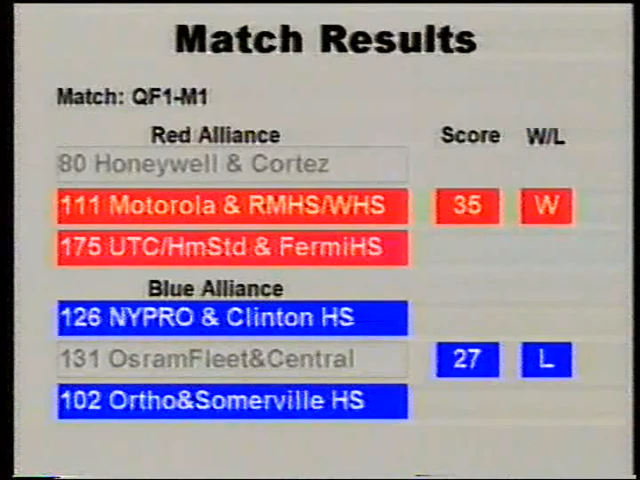 Match Results
Match: QF1-M1
Red Alliance Score W/L
80 Honeywell & Cortez
111 Motorola & RMHS/WHS 35 W
175 UTC/HmStd & FermiHS
Blue Alliance
126 NYPRO & Clinton HS
131 OsramFleet&Central 27 L
102 Ortho&Somerville HS